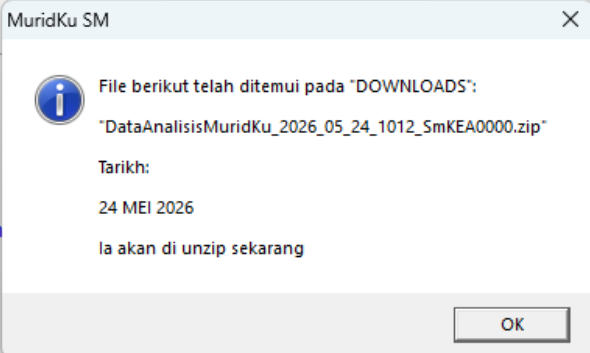 MuridKu SM
File berikut telah ditemui pada "DOWNLOADS":
"DataAnalisisMuridKu_2026_05_24_1012_SmKEA0000.zip"
Tarikh:
24 MEI 2026
Ia akan di unzip sekarang
OK